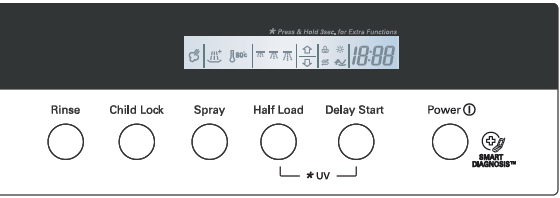 * Press & Hold 3sec. for Extra Functions
80℃ 18:88
Rinse Child Lock Spray Half Load Delay Start Power
* UV
SMART
DIAGNOSIS™